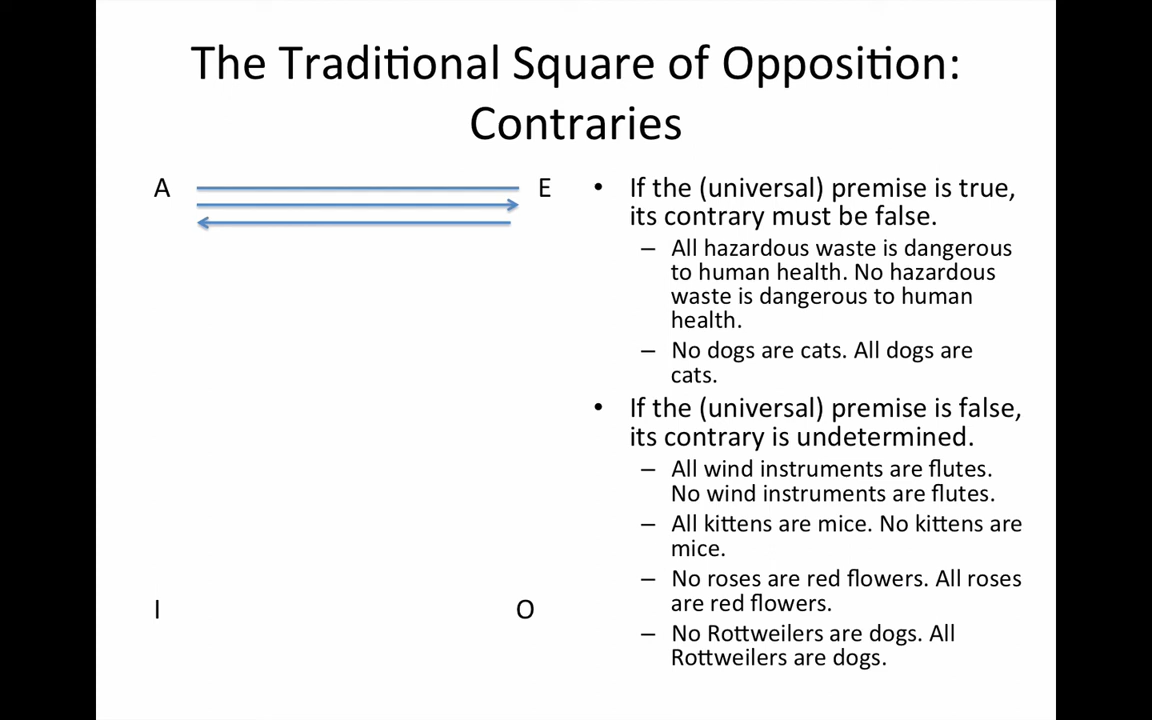 The Traditional Square of Opposition:
Contraries
A
E
• If the (universal) premise is true,
its contrary must be false.
– All hazardous waste is dangerous
to human health. No hazardous
waste is dangerous to human
health.
– No dogs are cats. All dogs are
cats.
• If the (universal) premise is false,
its contrary is undetermined.
– All wind instruments are flutes.
No wind instruments are flutes.
– All kittens are mice. No kittens are
mice.
– No roses are red flowers. All roses
are red flowers.
– No Rottweilers are dogs. All
Rottweilers are dogs.
I
O